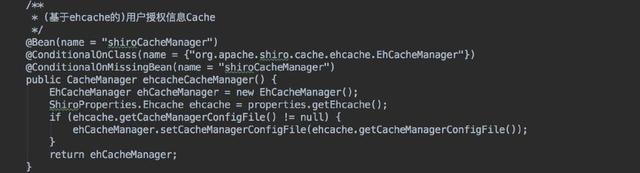 /**
 * (基于ehcache的)用户授权信息Cache
 */
@Bean(name = "shiroCacheManager")
@ConditionalOnClass(name = {"org.apache.shiro.cache.ehcache.EhCacheManager"})
@ConditionalOnMissingBean(name = "shiroCacheManager")
public CacheManager ehcacheCacheManager() {
    EhCacheManager ehCacheManager = new EhCacheManager();
    ShiroProperties.Ehcache ehcache = properties.getEhcache();
    if (ehcache.getCacheManagerConfigFile() != null) {
        ehCacheManager.setCacheManagerConfigFile(ehcache.getCacheManagerConfigFile());
    }
    return ehCacheManager;
}